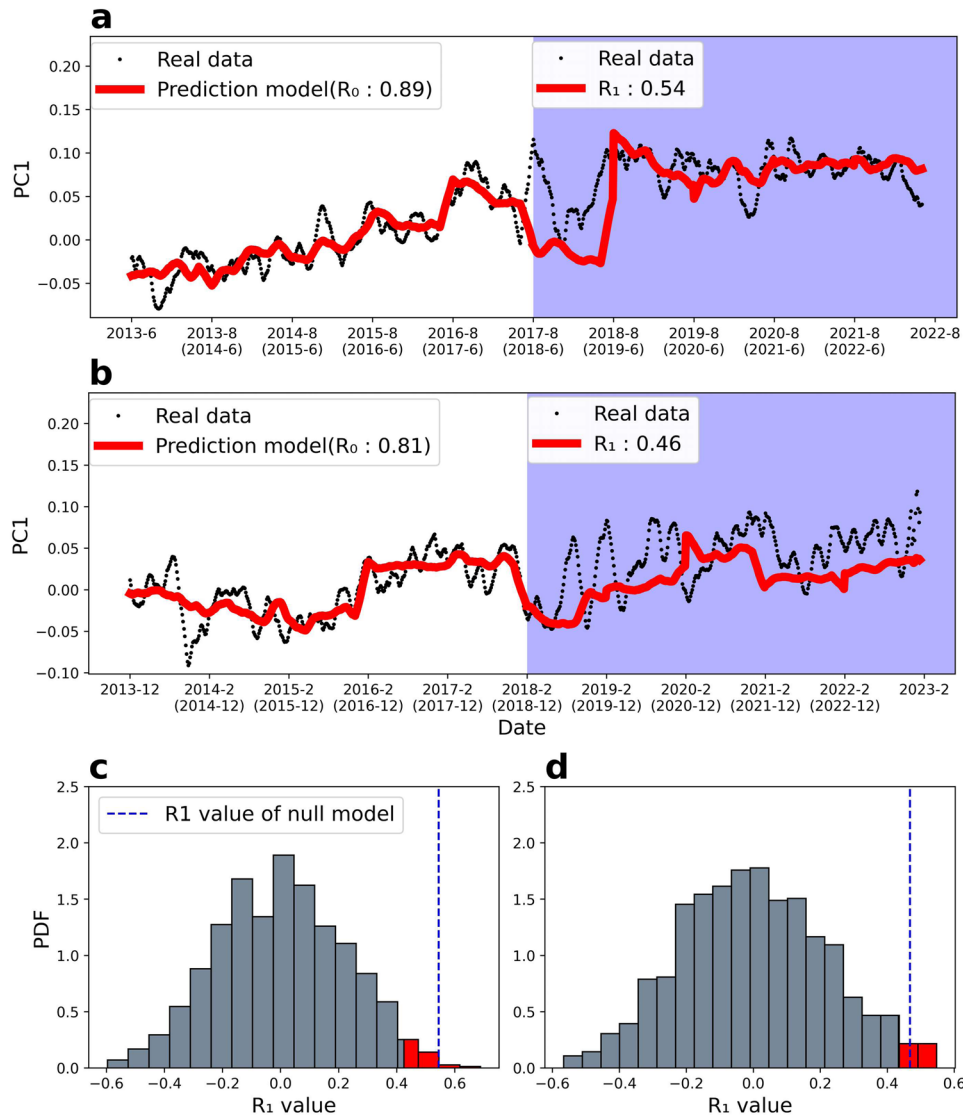 a
Real data
Prediction model(R₀ : 0.89)
Real data
R₁ : 0.54
PC1
0.20
0.15
0.10
0.05
0.00
−0.05
2013-6 2013-8 2014-8 2015-8 2016-8 2017-8 2018-8 2019-8 2020-8 2021-8 2022-8
(2014-6) (2015-6) (2016-6) (2017-6) (2018-6) (2019-6) (2020-6) (2021-6) (2022-6)
b
Real data
Prediction model(R₀ : 0.81)
Real data
R₁ : 0.46
PC1
0.20
0.15
0.10
0.05
0.00
−0.05
−0.10
2013-12 2014-2 2015-2 2016-2 2017-2 2018-2 2019-2 2020-2 2021-2 2022-2 2023-2
(2014-12) (2015-12) (2016-12) (2017-12) (2018-12) (2019-12) (2020-12) (2021-12) (2022-12)
Date
c
R1 value of null model
PDF
2.5
2.0
1.5
1.0
0.5
0.0
−0.6 −0.4 −0.2 0.0 0.2 0.4 0.6
R₁ value
d
2.5
2.0
1.5
1.0
0.5
0.0
−0.6 −0.4 −0.2 0.0 0.2 0.4 0.6
R₁ value